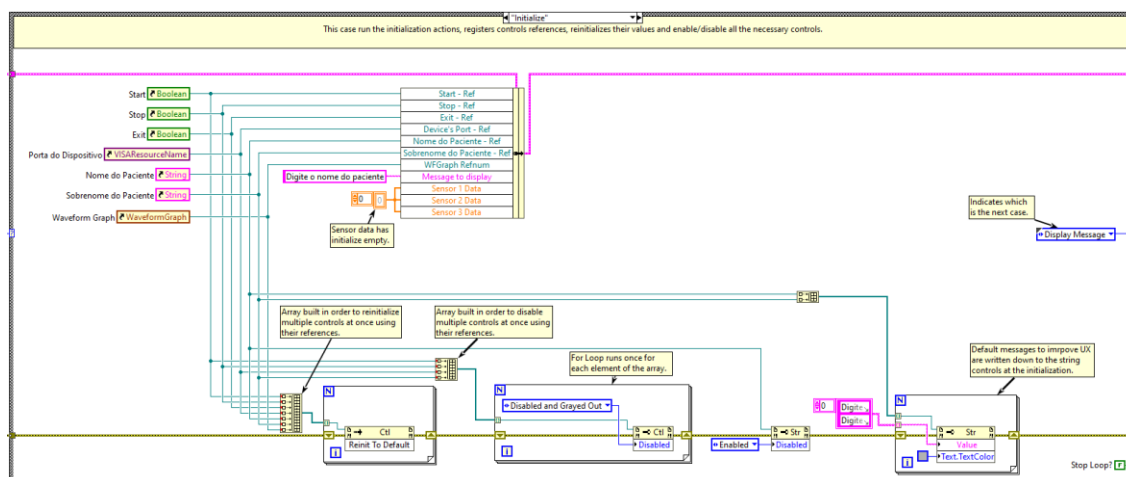 "Initialize"
This case run the initialization actions, registers controls references, reinitializes their values and enable/disable all the necessary controls.
Start Boolean
Stop Boolean
Exit Boolean
Porta do Dispositivo VISAResourceName
Nome do Paciente String
Sobrenome do Paciente String
Waveform Graph WaveformGraph
Start - Ref
Stop - Ref
Exit - Ref
Device's Port - Ref
Nome do Paciente - Ref
Sobrenome do Paciente - Ref
WFGraph Refnum
Message to display
Sensor 1 Data
Sensor 2 Data
Sensor 3 Data
Digite o nome do paciente
0 0
Sensor data has
initialize empty.
Indicates which
is the next case.
Display Message
Array built in order to reinitialize
multiple controls at once using
their references.
Array built in order to disable
multiple controls at once using
their references.
For Loop runs once for
each element of the array.
Default messages to imrpove UX
are written down to the string
controls at the initialization.
N
Ctl
Reinit To Default
i
N
Disabled and Grayed Out
Ctl
Disabled
i
Enabled
Str
Disabled
0
Digite
Digite
N
Str
Value
Text.TextColor
i
Stop Loop? F